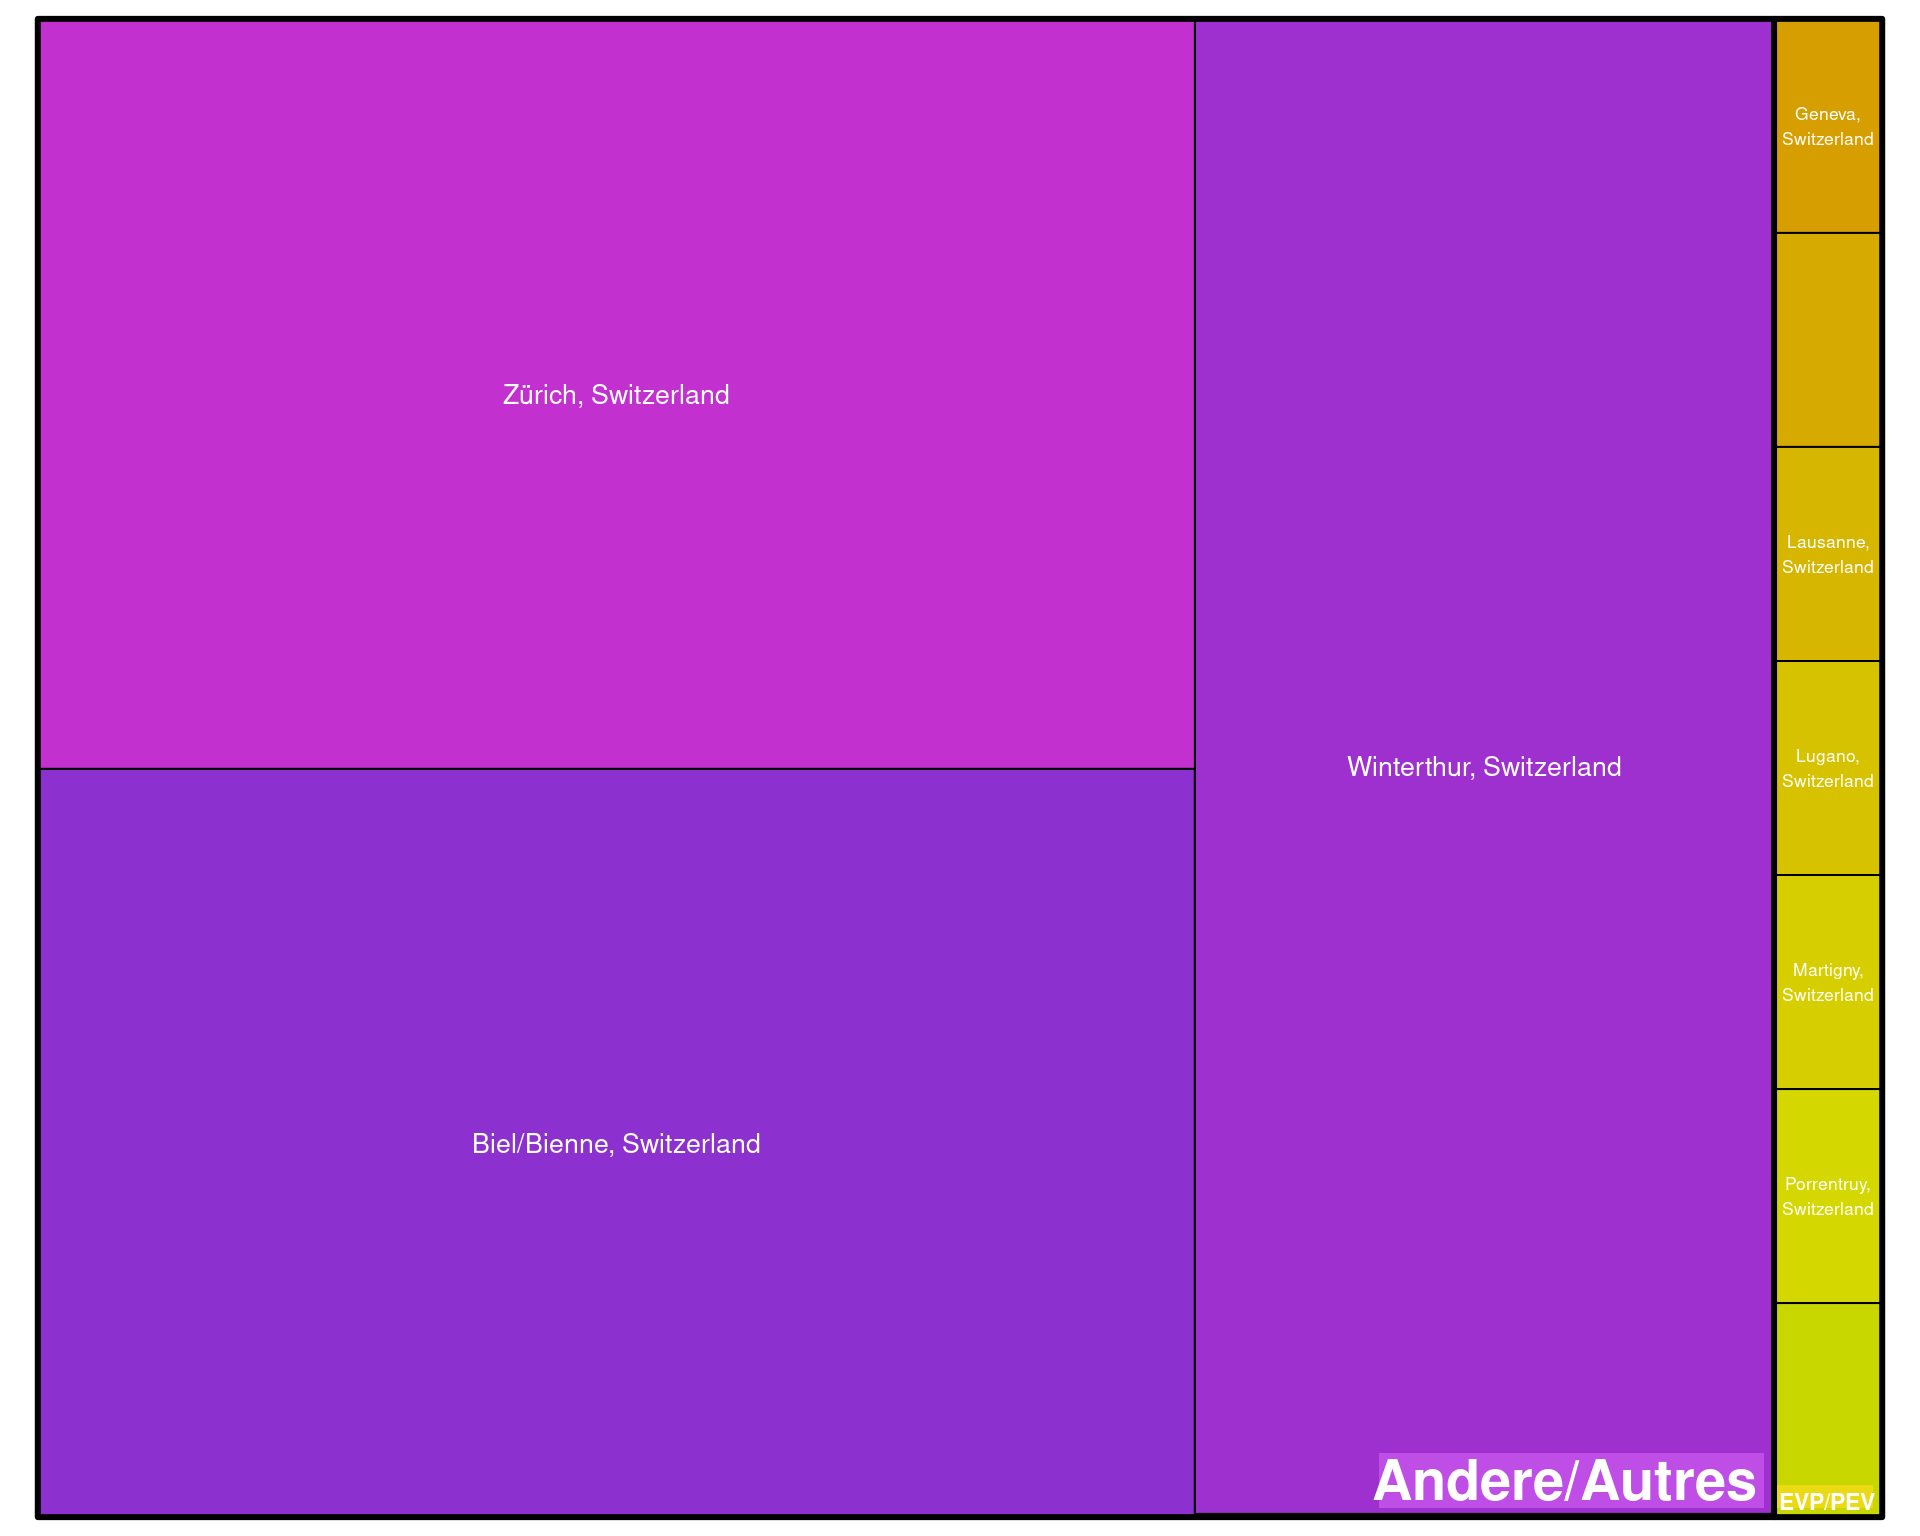 Zürich, Switzerland
Biel/Bienne, Switzerland
Winterthur, Switzerland
Andere/Autres
Geneva,
Switzerland
Lausanne,
Switzerland
Lugano,
Switzerland
Martigny,
Switzerland
Porrentruy,
Switzerland
EVP/PEV